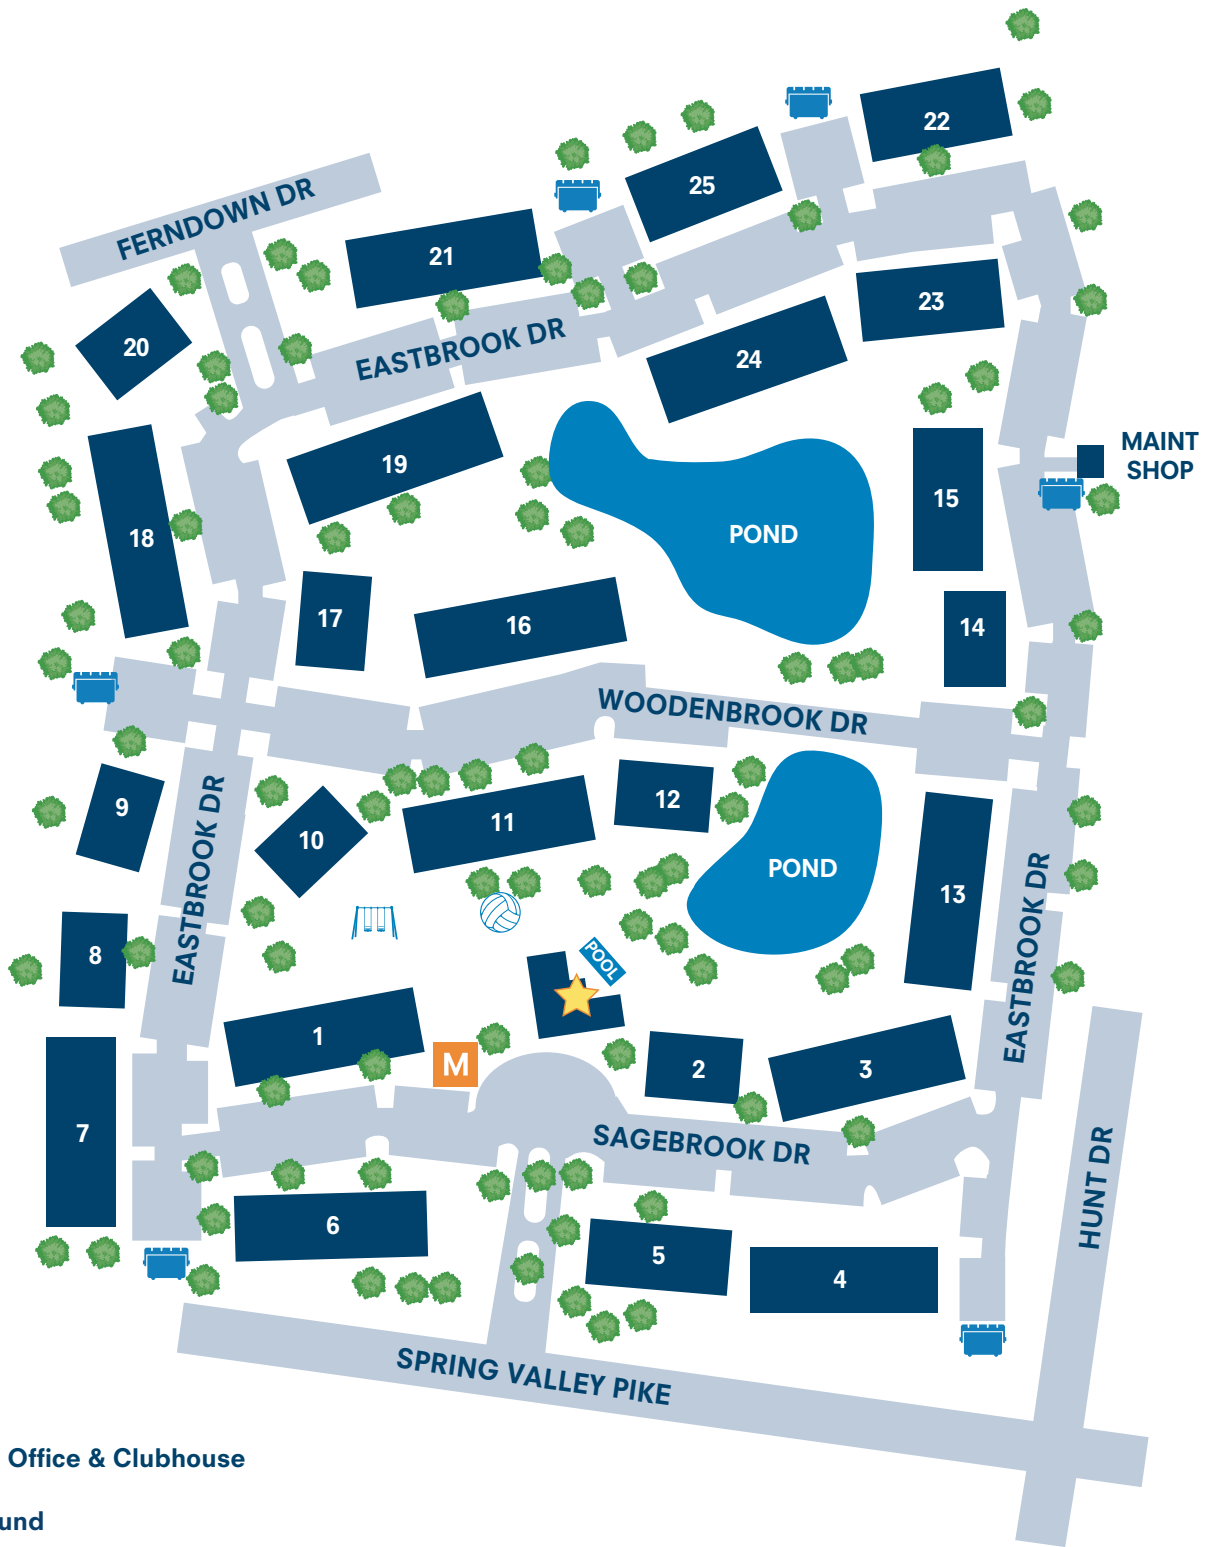 22
25
FERNDOWN DR
21
23
EASTBROOK DR
20
24
MAINT
SHOP
19
15
18
POND
17
16
14
WOODENBROOK DR
9
12
11
10
EASTBROOK DR
POND
13
EASTBROOK DR
8
POOL
1
M
2
3
7
SAGEBROOK DR
HUNT DR
6
5
4
SPRING VALLEY PIKE
Office & Clubhouse
und